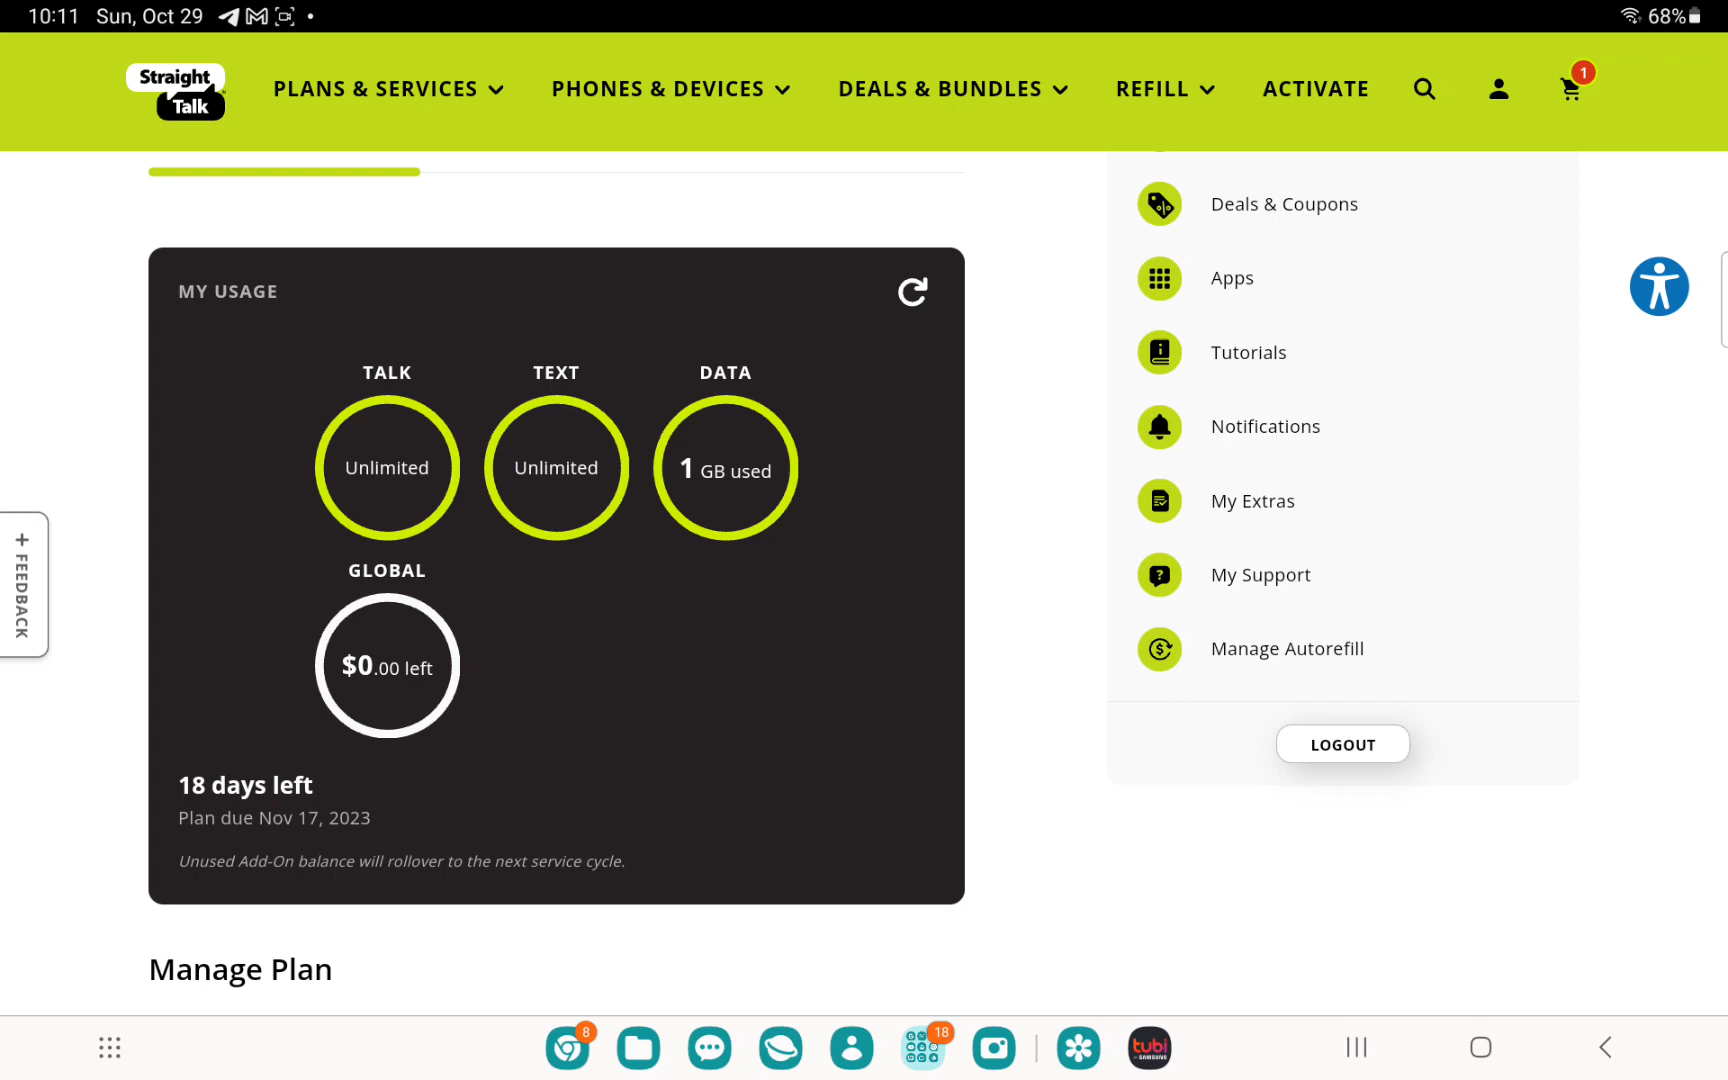 10:11 Sun, Oct 29
68%
Straight
Talk
PLANS & SERVICES
PHONES & DEVICES
DEALS & BUNDLES
REFILL
ACTIVATE
1
MY USAGE
TALK
TEXT
DATA
Unlimited
Unlimited
1 GB used
GLOBAL
$0.00 left
18 days left
Plan due Nov 17, 2023
Unused Add-On balance will rollover to the next service cycle.
Manage Plan
Deals & Coupons
Apps
Tutorials
Notifications
My Extras
My Support
Manage Autorefill
LOGOUT
+ FEEDBACK
8
18
tubi